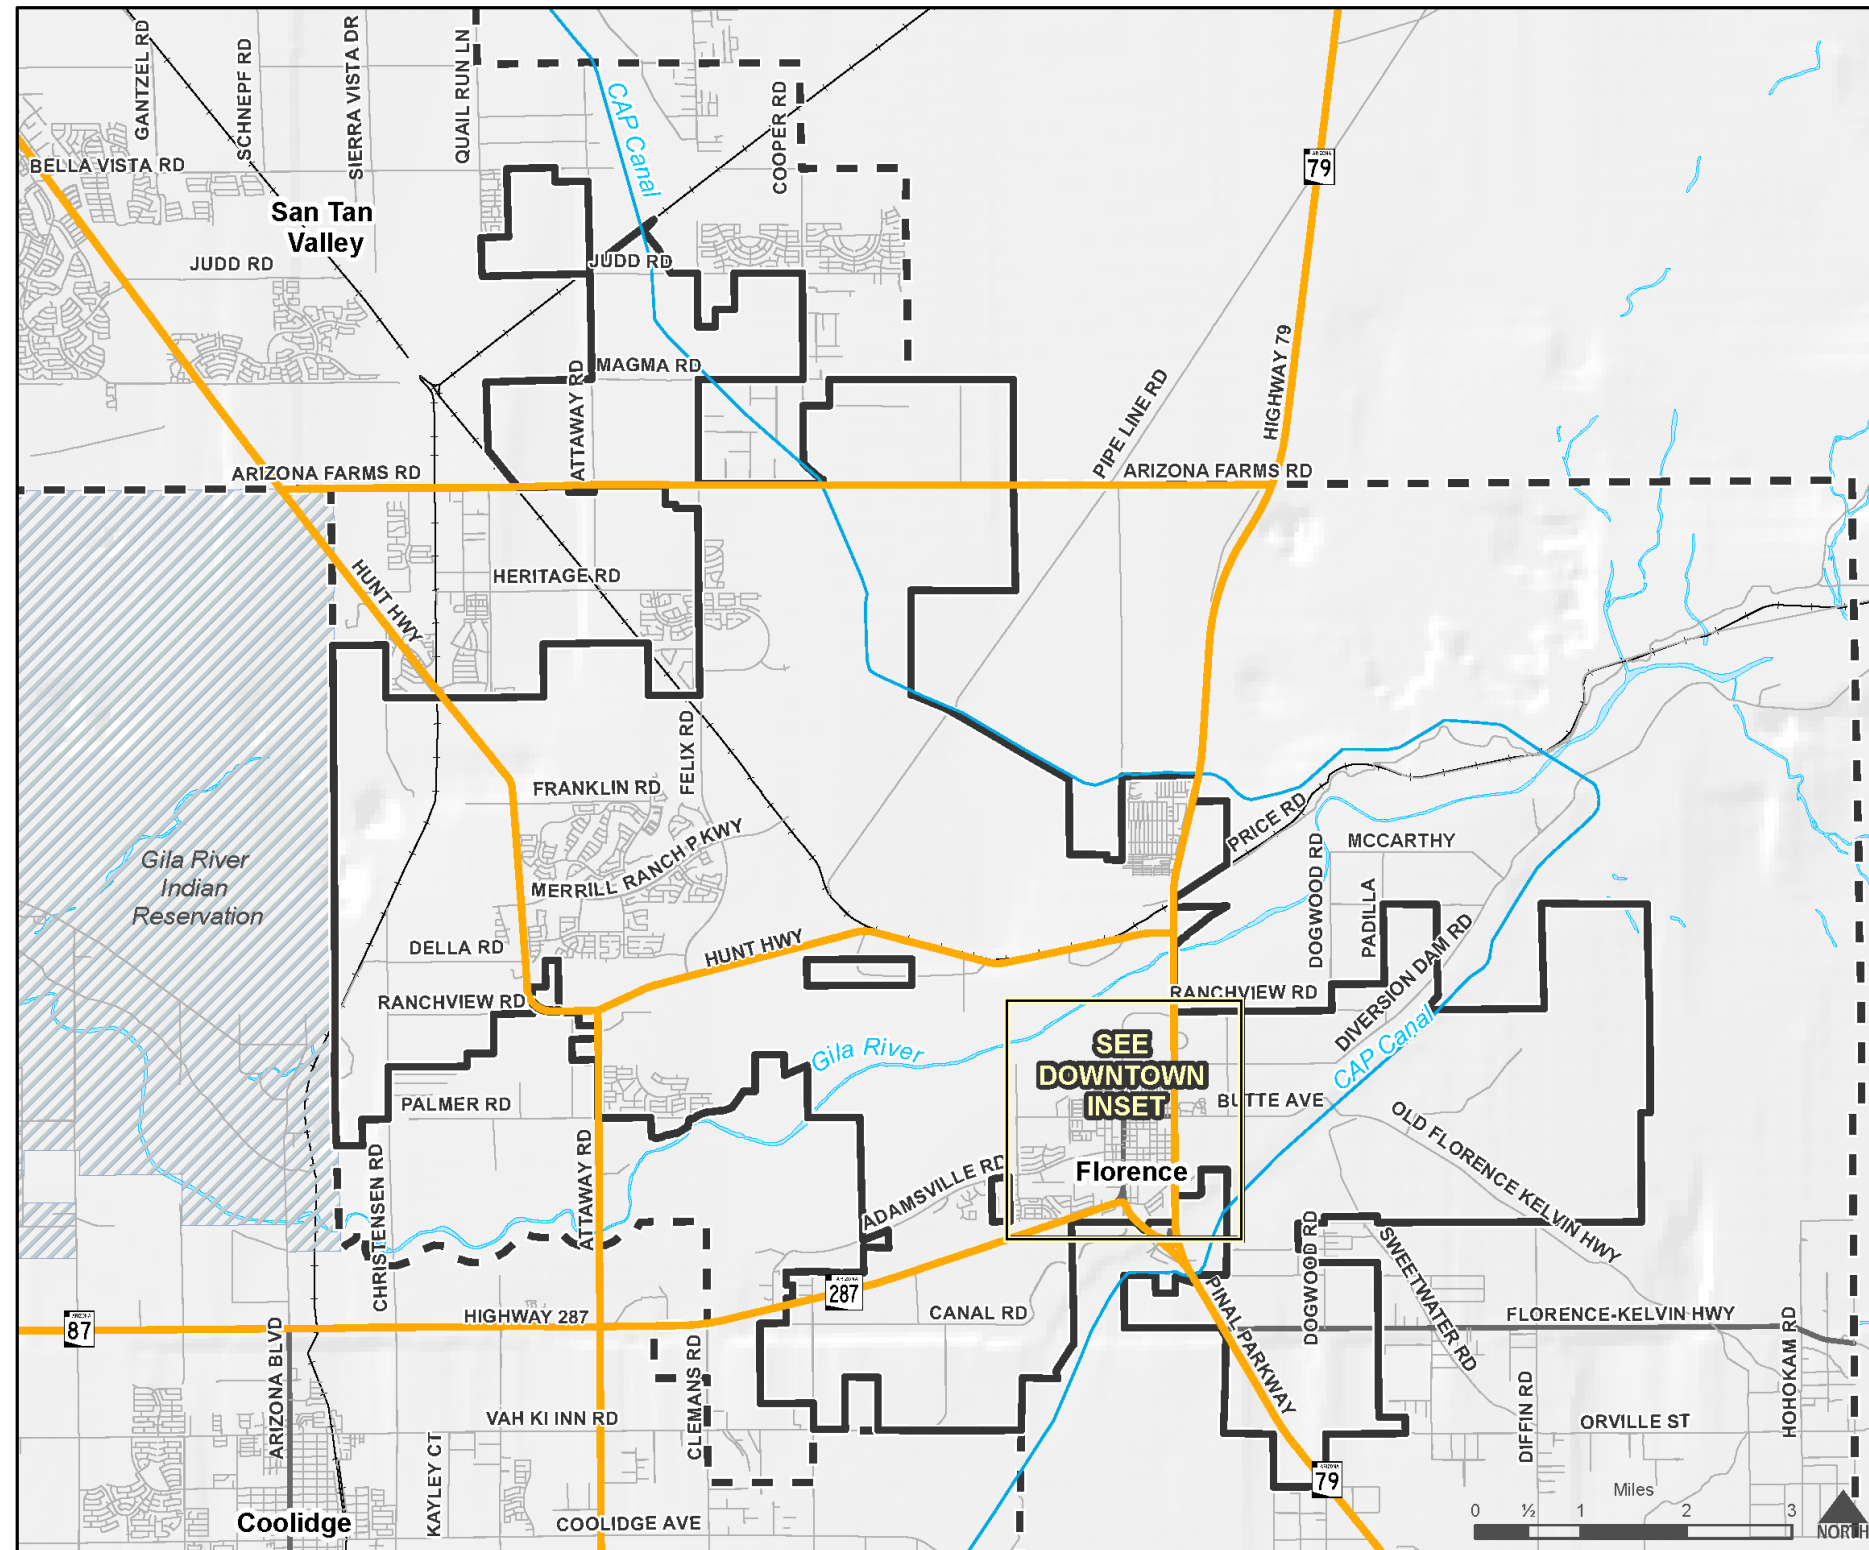 GANTZEL RD
SCHNEPF RD
SIERRA VISTA DR
QUAIL RUN LN
CAP Canal
COOPER RD
ARIZONA
79
BELLA VISTA RD
San Tan
Valley
JUDD RD
JUDD RD
MAGMA RD
ATTAWAY RD
PIPE LINE RD
HIGHWAY 79
ARIZONA FARMS RD
ARIZONA FARMS RD
HUNT HWY
HERITAGE RD
FELIX RD
FRANKLIN RD
MERRILL RANCH PKWY
PRICE RD
DOGWOOD RD
MCCARTHY
PADILLA
Gila River
Indian
Reservation
DELLA RD
HUNT HWY
DIVERSION DAM RD
RANCHVIEW RD
RANCHVIEW RD
CAP Canal
Gila River
SEE
DOWNTOWN
INSET
PALMER RD
BUTTE AVE
OLD FLORENCE KELVIN HWY
CHRISTENSEN RD
ATTAWAY RD
ADAMSVILLE RD
Florence
DOGWOOD RD
SWEETWATER RD
ARIZONA
287
PINAL PARKWAY
ARIZONA
87
HIGHWAY 287
CANAL RD
FLORENCE-KELVIN HWY
HOHOKAM RD
ARIZONA BLVD
CLEMANS RD
DIFFIN RD
VAH KI INN RD
ORVILLE ST
KAYLEY CT
ARIZONA
79
Coolidge
COOLIDGE AVE
Miles
0 ½ 1 2 3
NORTH